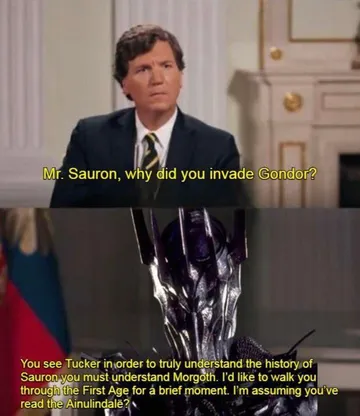 Mr. Sauron, why did you invade Gondor?
You see Tucker in order to truly understand the history of
Sauron you must understand Morgoth. I'd like to walk you
through the First Age for a brief moment. I'm assuming you've
read the Ainulindalë?